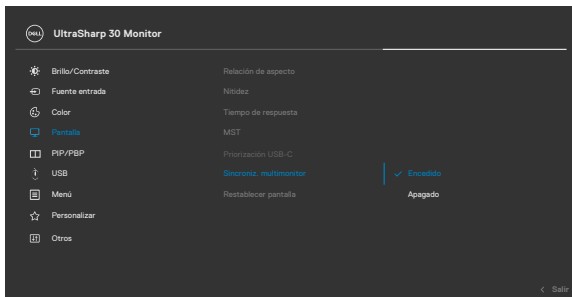 DELL UltraSharp 30 Monitor
Brillo/Contraste Relación de aspecto
Fuente entrada Nitidez
Color Tiempo de respuesta
Pantalla MST
PIP/PBP Priorización USB-C
USB Sincroniz. multimonitor Encedido
Menú Restablecer pantalla Apagado
Personalizar
Otros
Salir